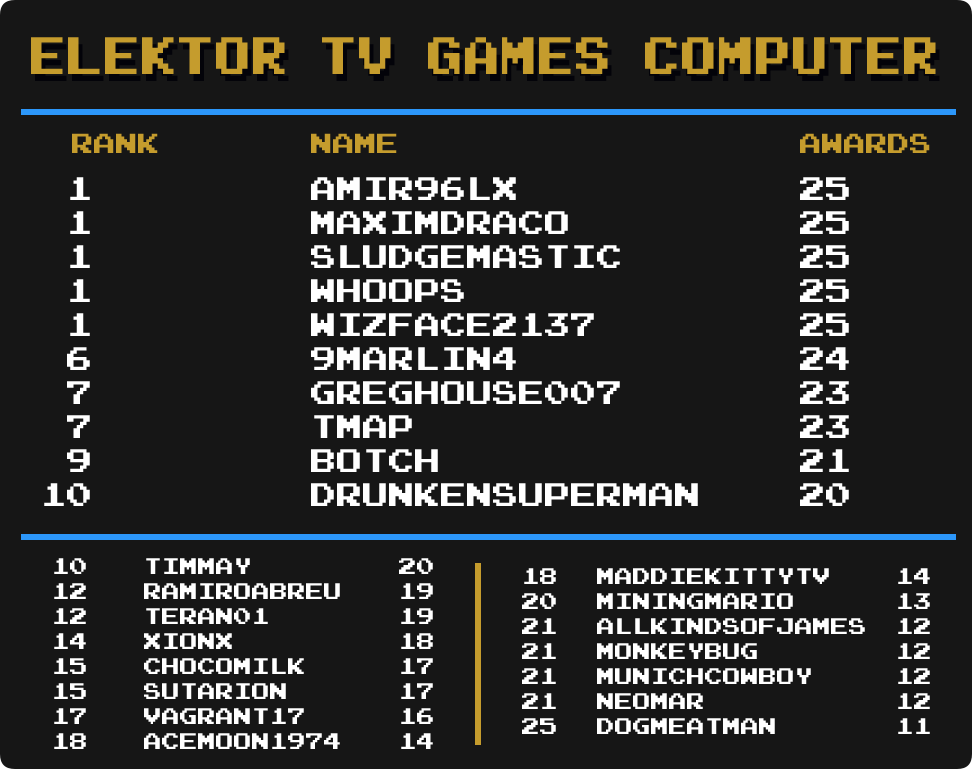 ELEKTOR TV GAMES COMPUTER
RANK NAME AWARDS
1 AMIR96LX 25
1 MAXIMDRACO 25
1 SLUDGEMASTIC 25
1 WHOOPS 25
1 WIZFACE2137 25
6 9MARLIN4 24
7 GREGHOUSE007 23
7 TMAP 23
9 BOTCH 21
10 DRUNKENSUPERMAN 20
10 TIMMAY 20
12 RAMIROABREU 19
12 TERAN01 19
14 XIONX 18
15 CHOCOMILK 17
15 SUTARION 17
17 VAGRANT17 16
18 ACEMOON1974 14
18 MADDIEKITTYTV 14
20 MININGMARIO 13
21 ALLKINDSOFJAMES 12
21 MONKEYBUG 12
21 MUNICHCOWBOY 12
21 NEOMAR 12
25 DOGMEATMAN 11